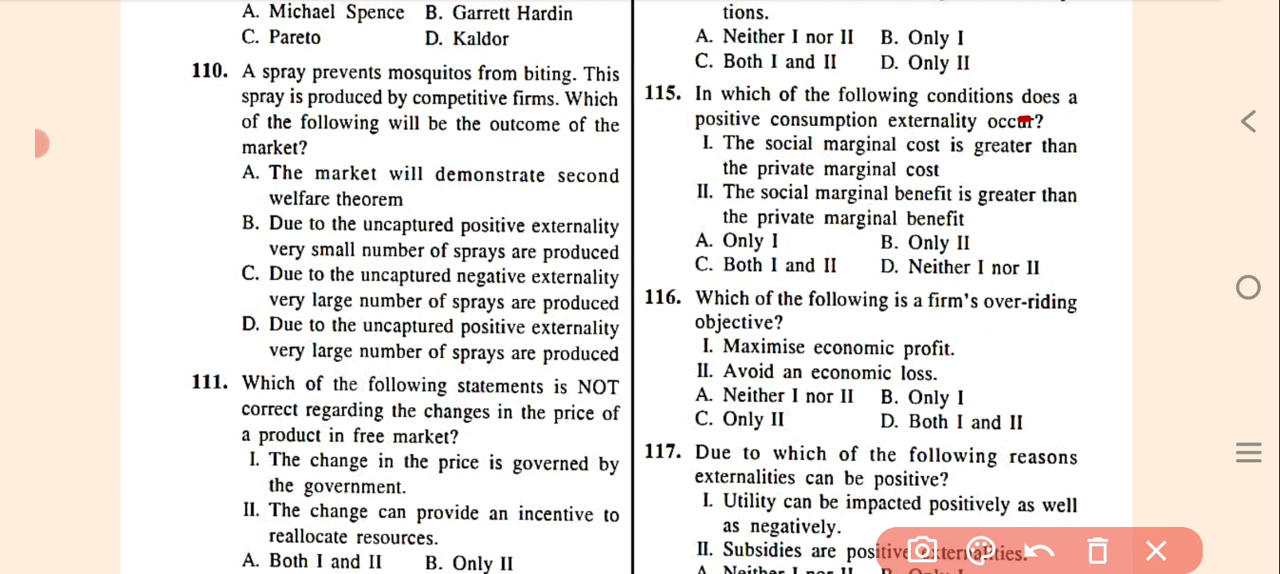 A. Michael Spence B. Garrett Hardin
C. Pareto D. Kaldor
110. A spray prevents mosquitos from biting. This
spray is produced by competitive firms. Which
of the following will be the outcome of the
market?
A. The market will demonstrate second
welfare theorem
B. Due to the uncaptured positive externality
very small number of sprays are produced
C. Due to the uncaptured negative externality
very large number of sprays are produced
D. Due to the uncaptured positive externality
very large number of sprays are produced
111. Which of the following statements is NOT
correct regarding the changes in the price of
a product in free market?
I. The change in the price is governed by
the government.
II. The change can provide an incentive to
reallocate resources.
A. Both I and II B. Only II
tions.
A. Neither I nor II B. Only I
C. Both I and II D. Only II
115. In which of the following conditions does a
positive consumption externality occur?
I. The social marginal cost is greater than
the private marginal cost
II. The social marginal benefit is greater than
the private marginal benefit
A. Only I B. Only II
C. Both I and II D. Neither I nor II
116. Which of the following is a firm's over-riding
objective?
I. Maximise economic profit.
II. Avoid an economic loss.
A. Neither I nor II B. Only I
C. Only II D. Both I and II
117. Due to which of the following reasons
externalities can be positive?
I. Utility can be impacted positively as well
as negatively.
II. Subsidies are positive externalities.
A. Neither I nor II B. Only I